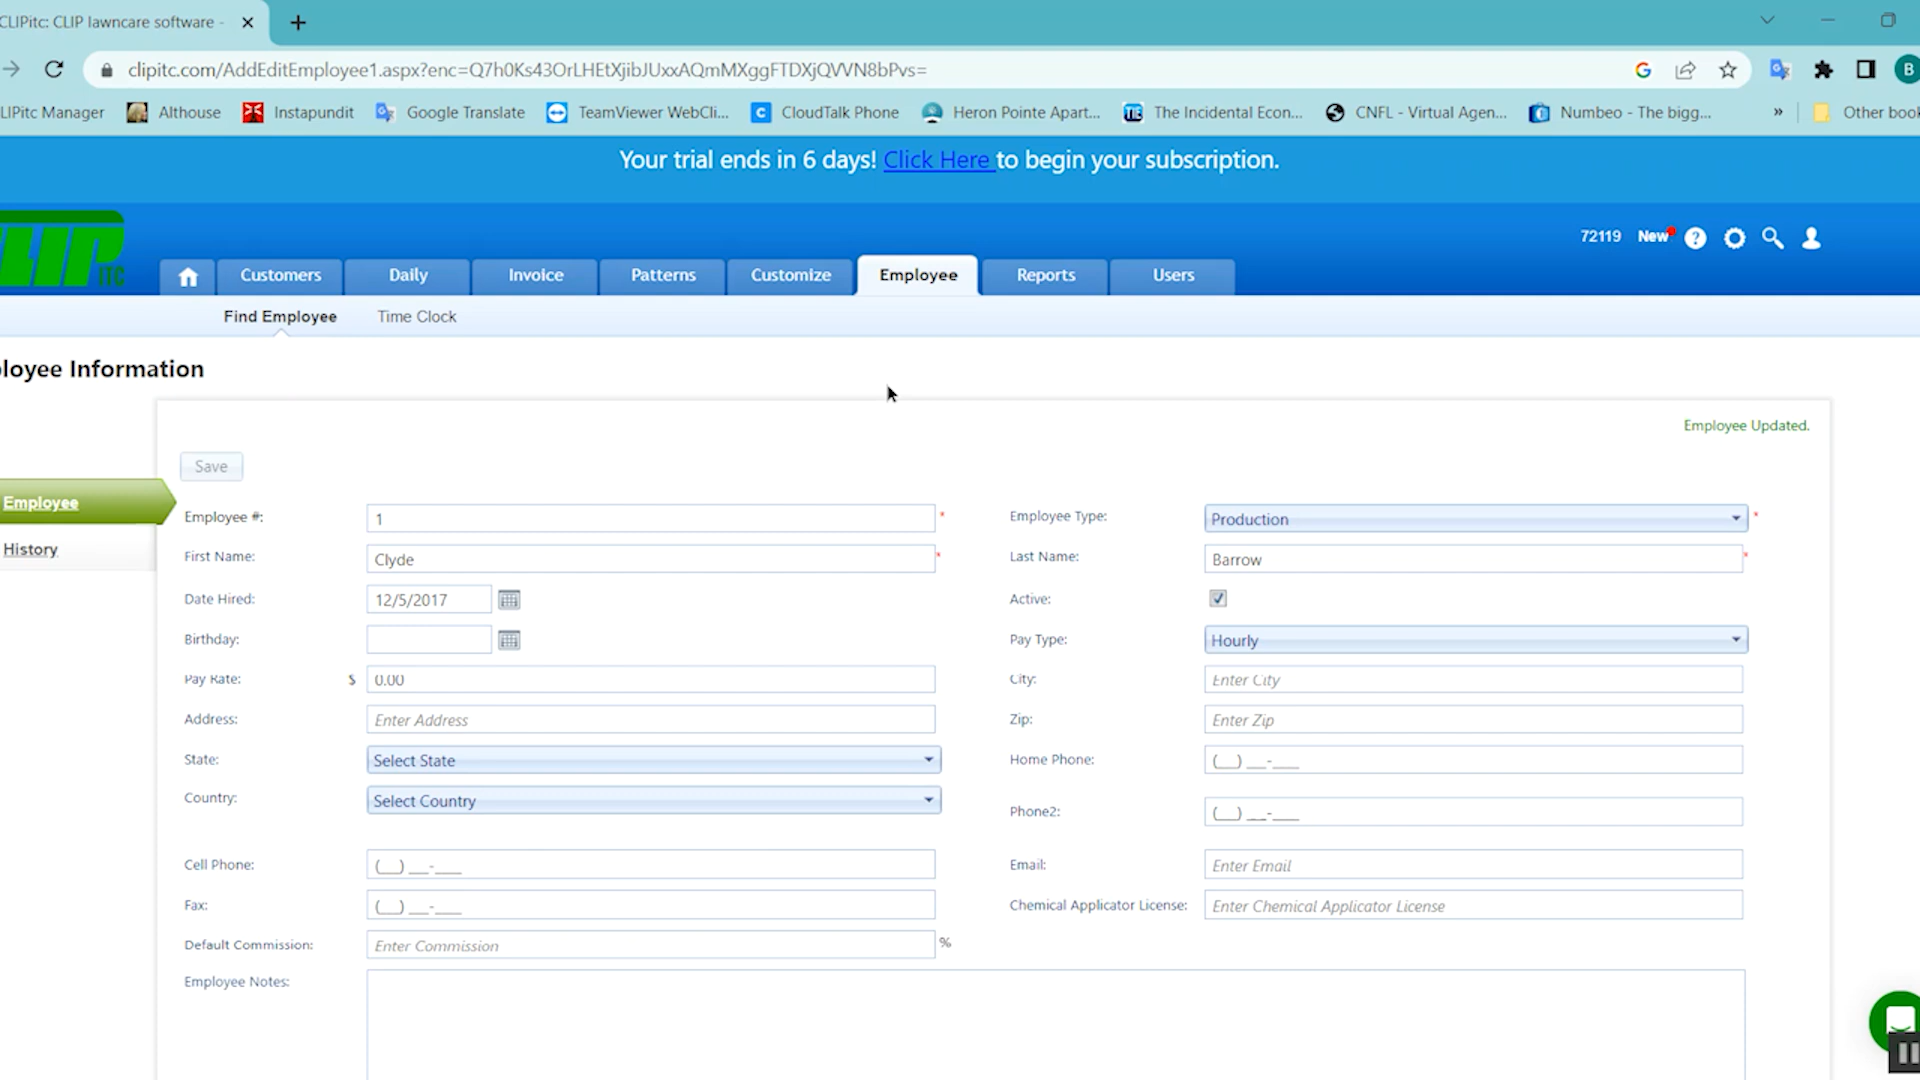 CLIPitc: CLIP lawncare software -
clipitc.com/AddEditEmployee1.aspx?enc=Q7h0Ks43OrLHEtXjibJUxxAQmMXggFTDXjQVVN8bPvs=
B
LIPitc Manager Althouse Instapundit Google Translate TeamViewer WebCli... CloudTalk Phone Heron Pointe Apart... TIE The Incidental Econ... CNFL - Virtual Agen... Numbeo - The bigg... » Other book
Your trial ends in 6 days! Click Here to begin your subscription.
CLIP ITC
72119 New ?
Customers Daily Invoice Patterns Customize Employee Reports Users
Find Employee Time Clock
loyee Information
Employee Updated.
Save
Employee
History
Employee #: 1 * Employee Type: Production *
First Name: Clyde * Last Name: Barrow *
Date Hired: 12/5/2017 Active:
Birthday: Pay Type: Hourly
Pay Rate: $ 0.00 City: Enter City
Address: Enter Address Zip: Enter Zip
State: Select State Home Phone: (__) __-___
Country: Select Country Phone2: (__) __-___
Cell Phone: (__) __-___ Email: Enter Email
Fax: (__) __-___ Chemical Applicator License: Enter Chemical Applicator License
Default Commission: Enter Commission %
Employee Notes: